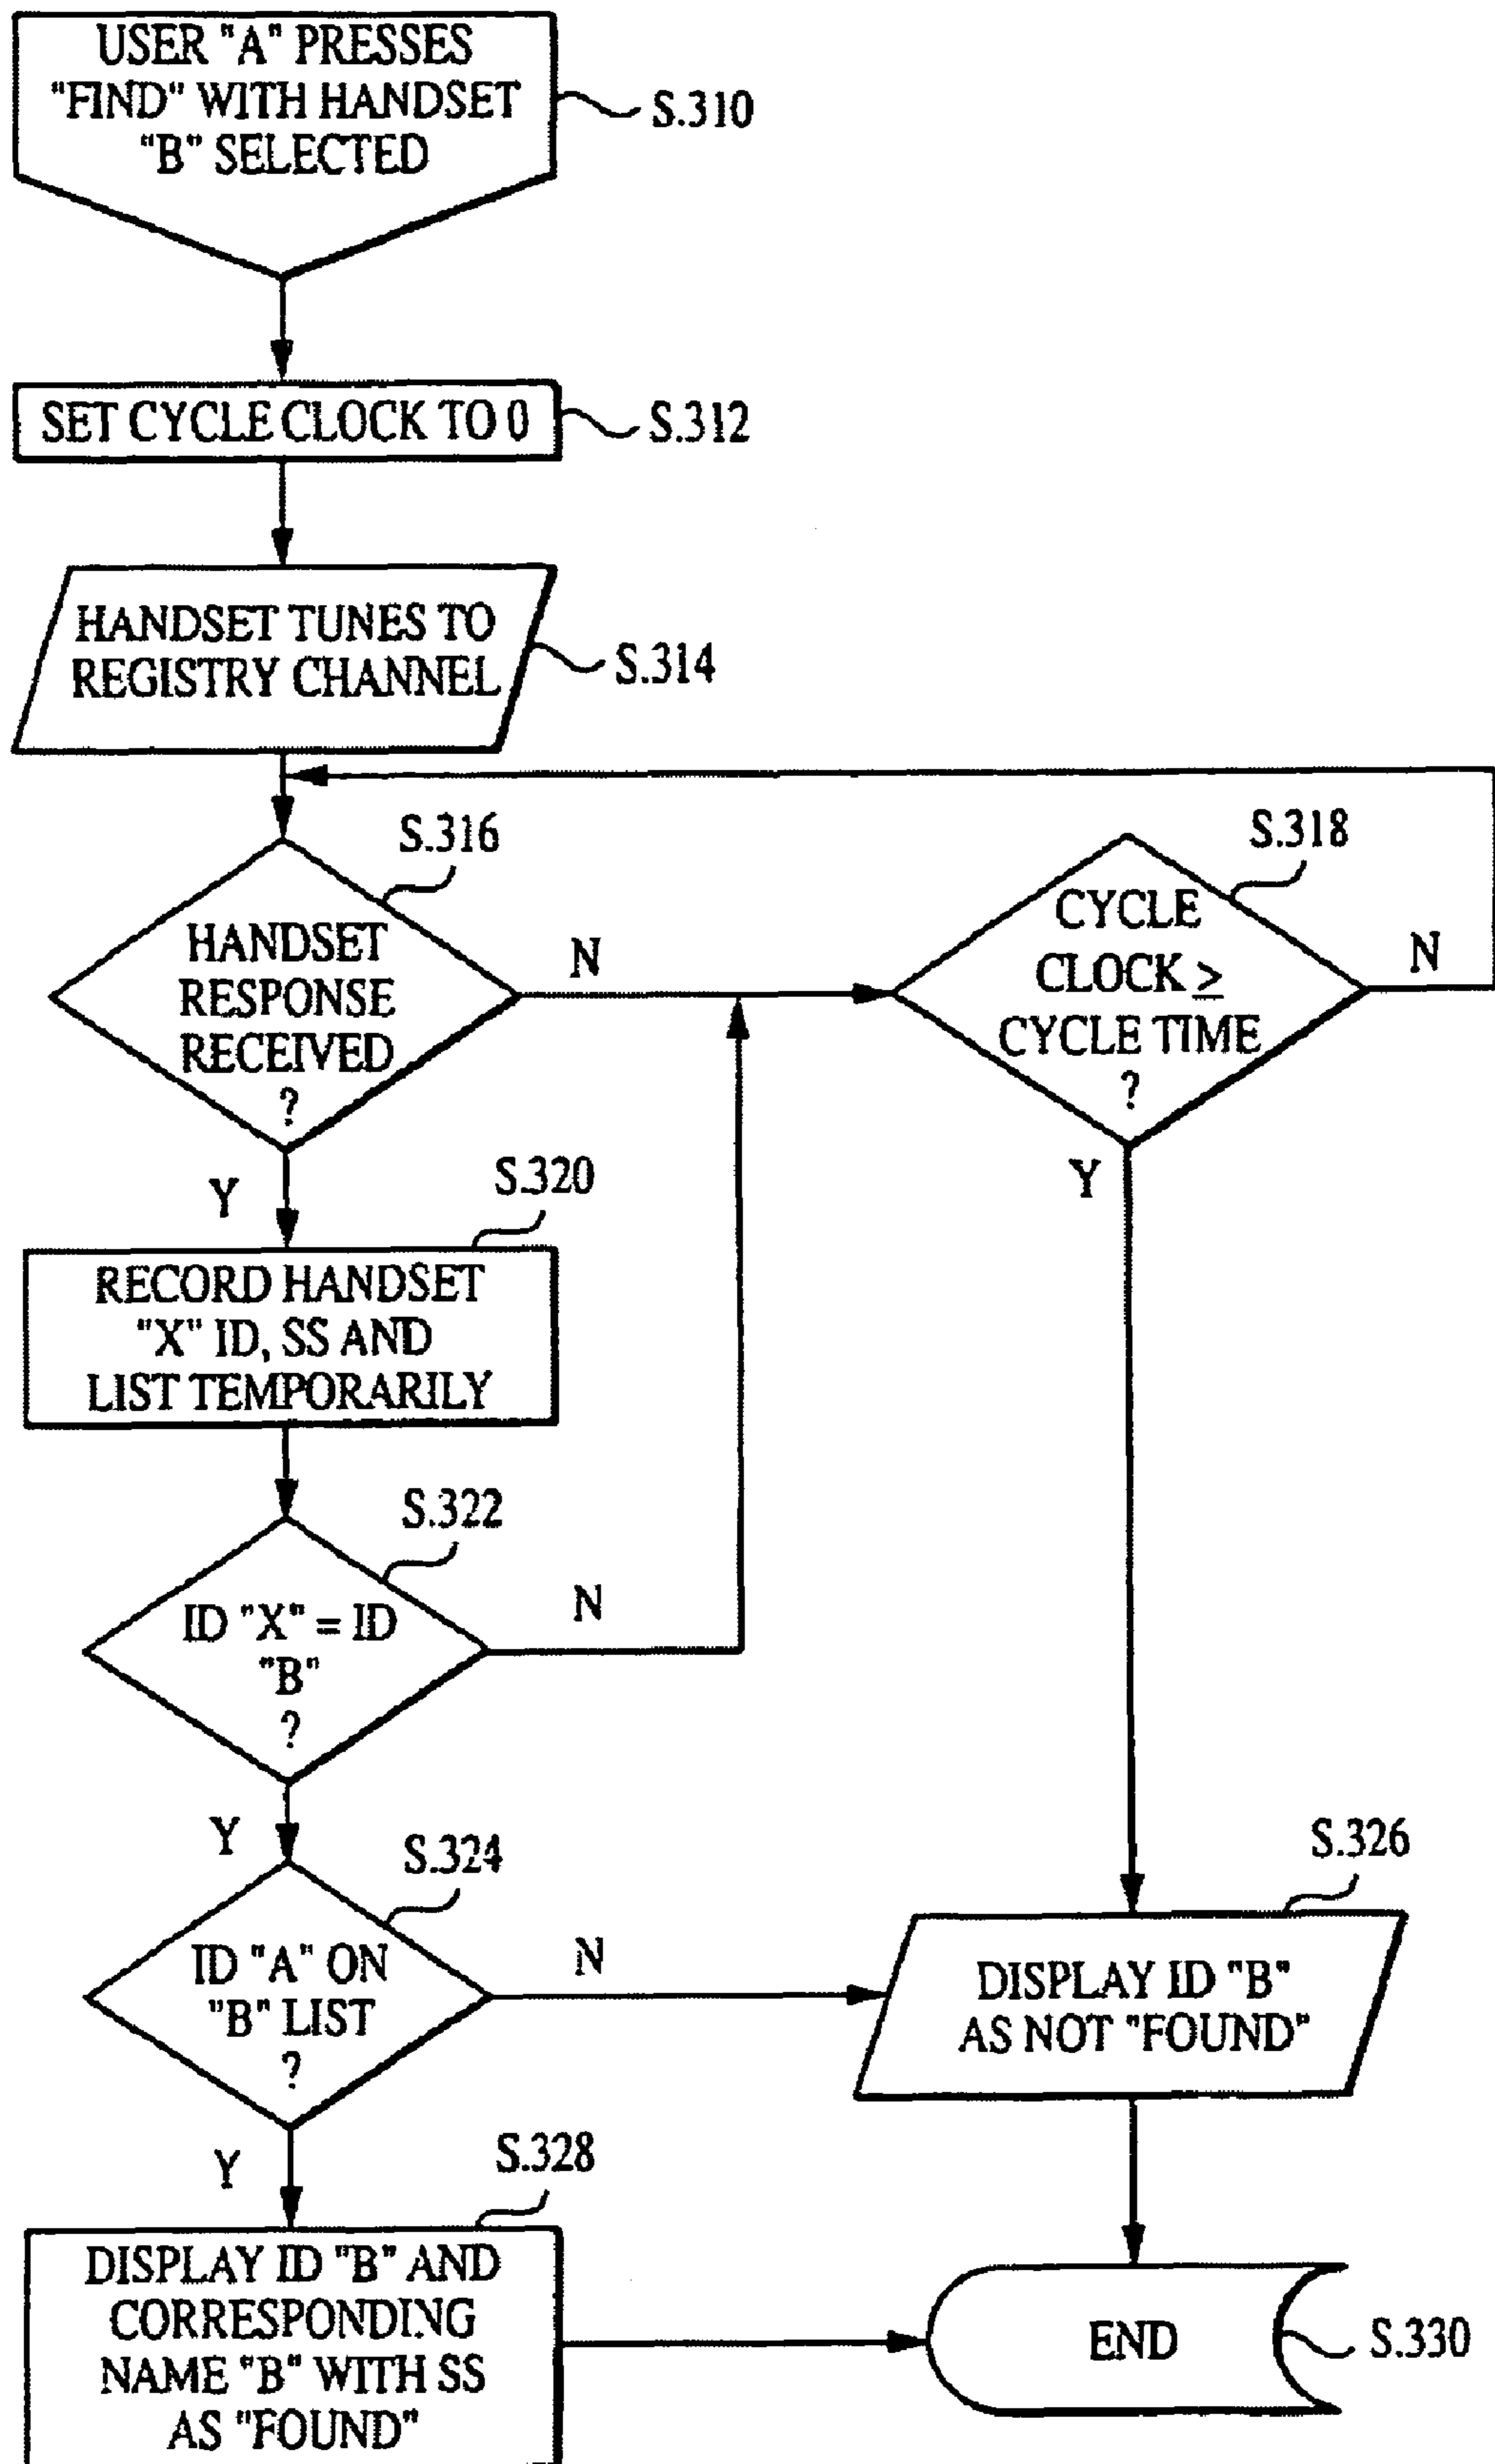 USER "A" PRESSES
"FIND" WITH HANDSET
"B" SELECTED
S.310
SET CYCLE CLOCK TO 0
S.312
HANDSET TUNES TO
REGISTRY CHANNEL
S.314
S.316
HANDSET
RESPONSE
RECEIVED
?
N
Y
S.318
CYCLE
CLOCK ≥
CYCLE TIME
?
N
Y
S.320
RECORD HANDSET
"X" ID, SS AND
LIST TEMPORARILY
S.322
ID "X" = ID
"B"
?
N
Y
S.324
ID "A" ON
"B" LIST
?
N
Y
S.326
DISPLAY ID "B"
AS NOT "FOUND"
S.328
DISPLAY ID "B" AND
CORRESPONDING
NAME "B" WITH SS
AS "FOUND"
END
S.330